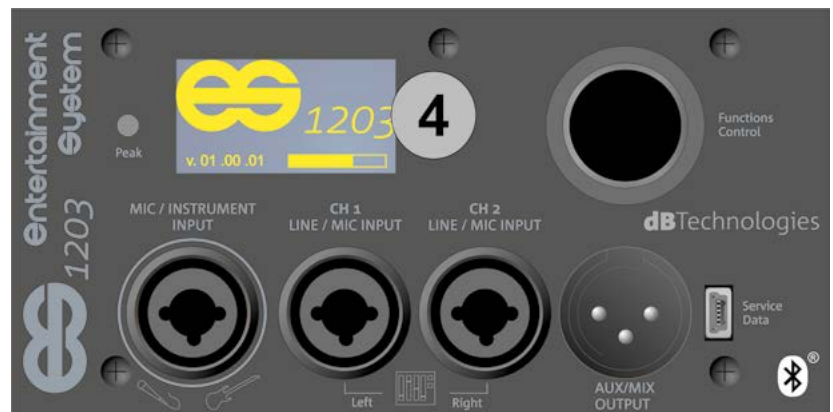 Entertainment
System
es 1203
Peak
es 1203
v. 01 .00 .01
4
Functions
Control
dBTechnologies
MIC / INSTRUMENT
INPUT
CH 1
LINE / MIC INPUT
CH 2
LINE / MIC INPUT
Left
Right
AUX/MIX
OUTPUT
Service
Data
®